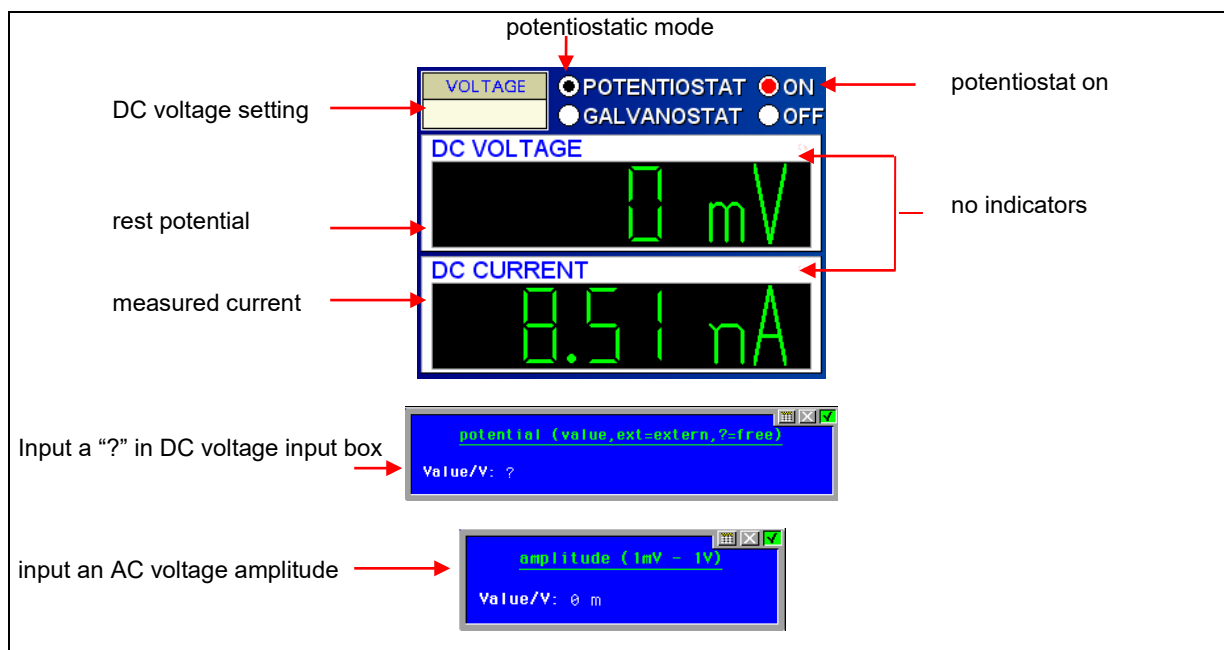 potentiostatic mode
VOLTAGE
POTENTIOSTAT ON
potentiostat on
DC voltage setting
GALVANOSTAT OFF
DC VOLTAGE
0 mV
rest potential
no indicators
DC CURRENT
measured current
8.51 nA
potential (value,ext=extern,?=free)
Input a “?” in DC voltage input box
Value/V: ?
amplitude (1mV - 1V)
input an AC voltage amplitude
Value/V: 0 m